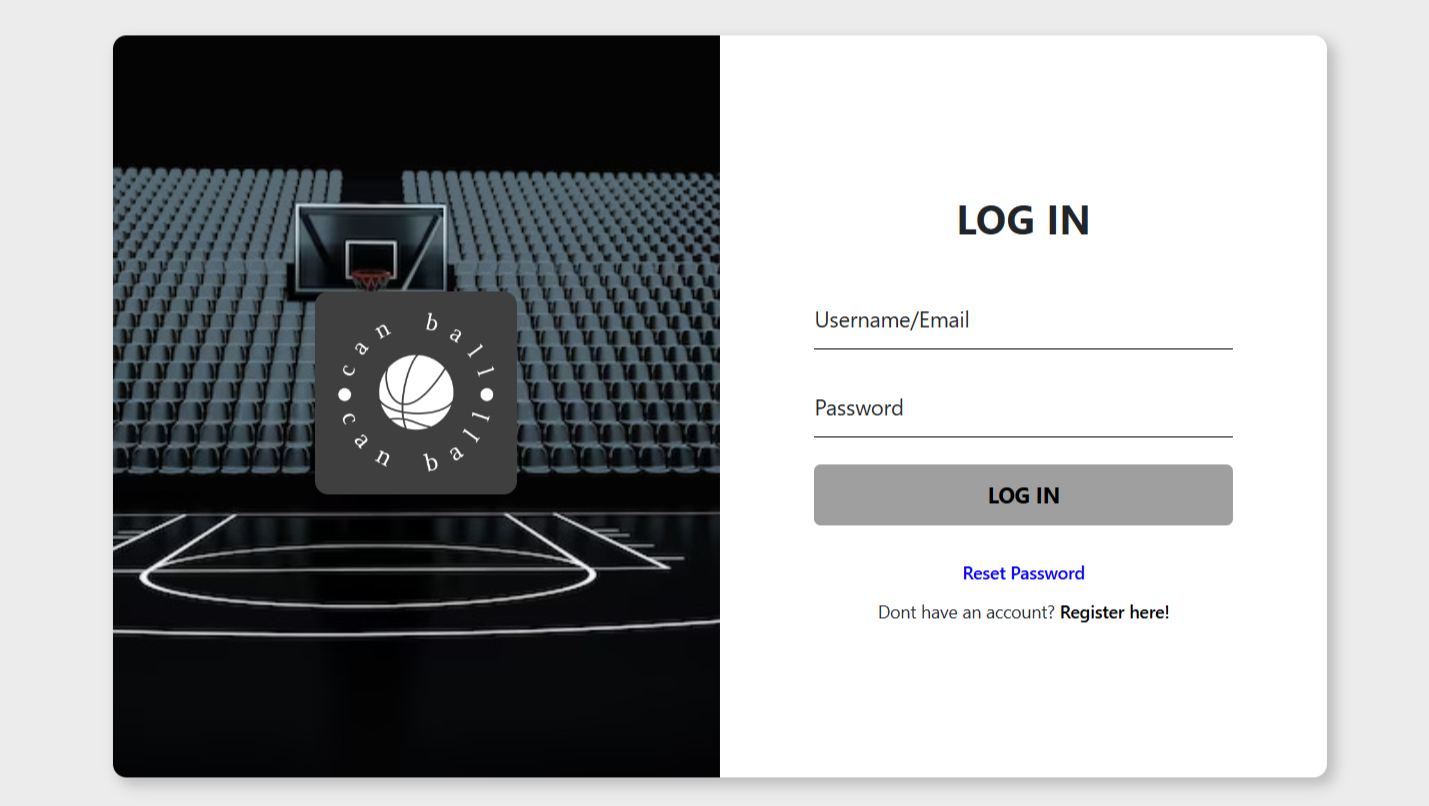 can ball
can ball
LOG IN
Username/Email
Password
LOG IN
Reset Password
Dont have an account? Register here!